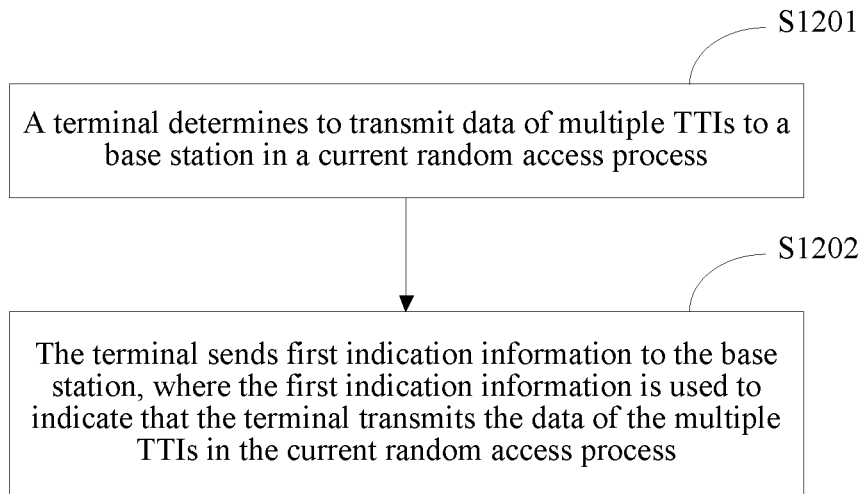 S1201
A terminal determines to transmit data of multiple TTIs to a
base station in a current random access process
S1202
The terminal sends first indication information to the base
station, where the first indication information is used to
indicate that the terminal transmits the data of the multiple
TTIs in the current random access process